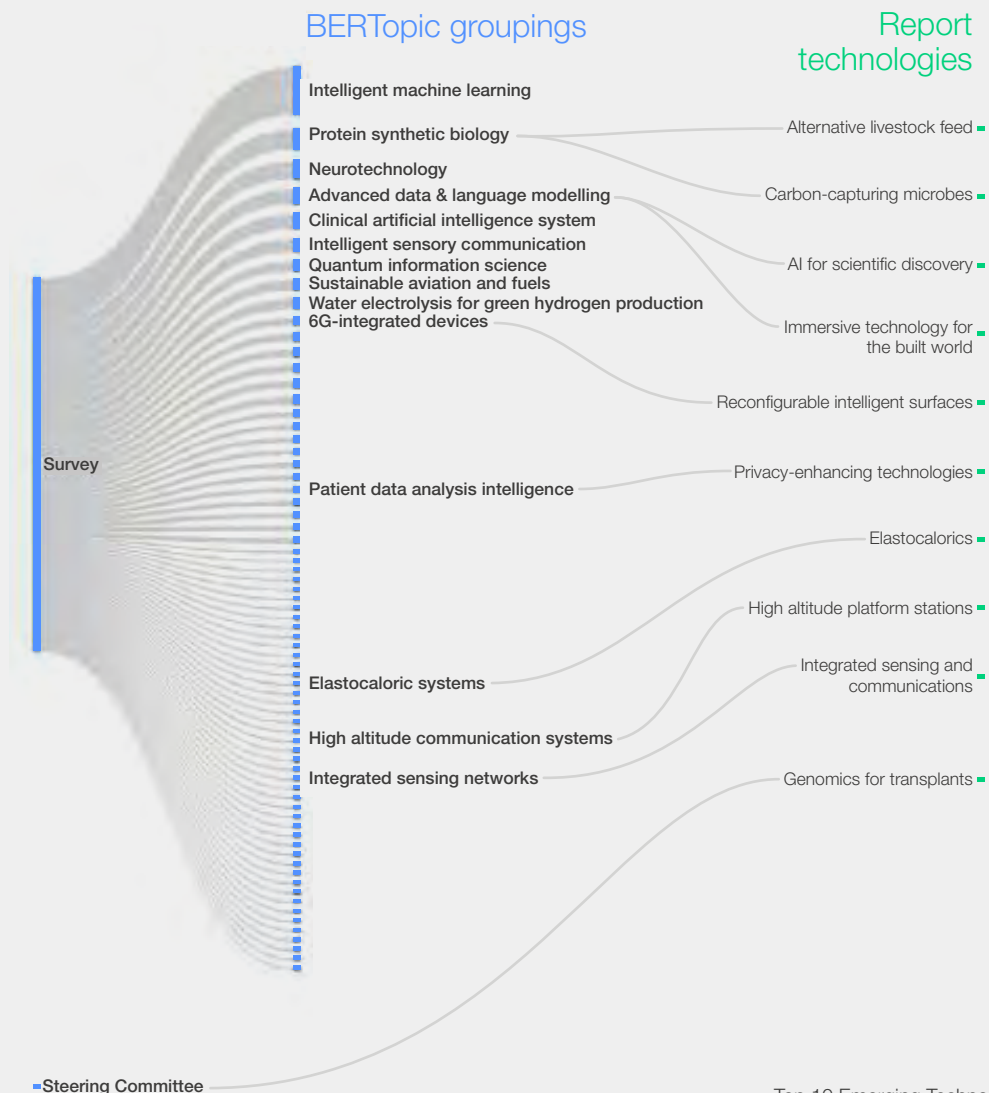 BERTopic groupings
Report
technologies
Intelligent machine learning
Protein synthetic biology
Neurotechnology
Advanced data & language modelling
Clinical artificial intelligence system
Intelligent sensory communication
Quantum information science
Sustainable aviation and fuels
Water electrolysis for green hydrogen production
6G-integrated devices
Survey
Patient data analysis intelligence
Elastocaloric systems
High altitude communication systems
Integrated sensing networks
Alternative livestock feed
Carbon-capturing microbes
AI for scientific discovery
Immersive technology for
the built world
Reconfigurable intelligent surfaces
Privacy-enhancing technologies
Elastocalorics
High altitude platform stations
Integrated sensing and
communications
Genomics for transplants
Steering Committee